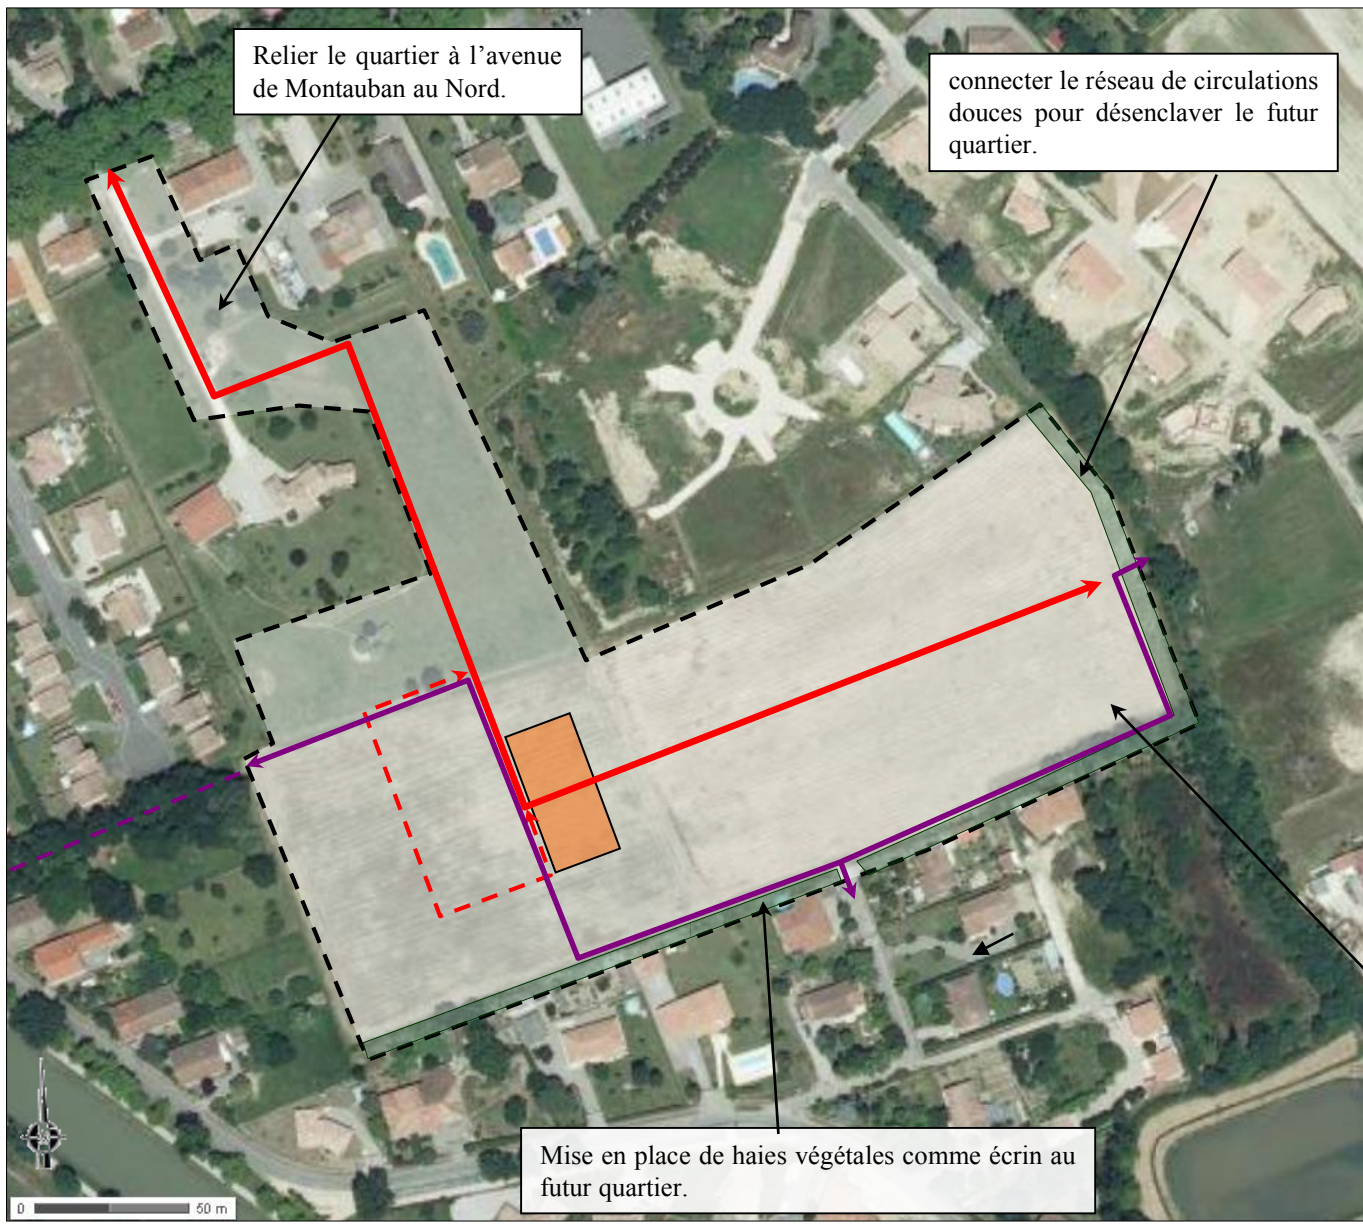 Relier le quartier à l’avenue
de Montauban au Nord.
connecter le réseau de circulations
douces pour désenclaver le futur
quartier.
Mise en place de haies végétales comme écrin au
futur quartier.
0 50 m